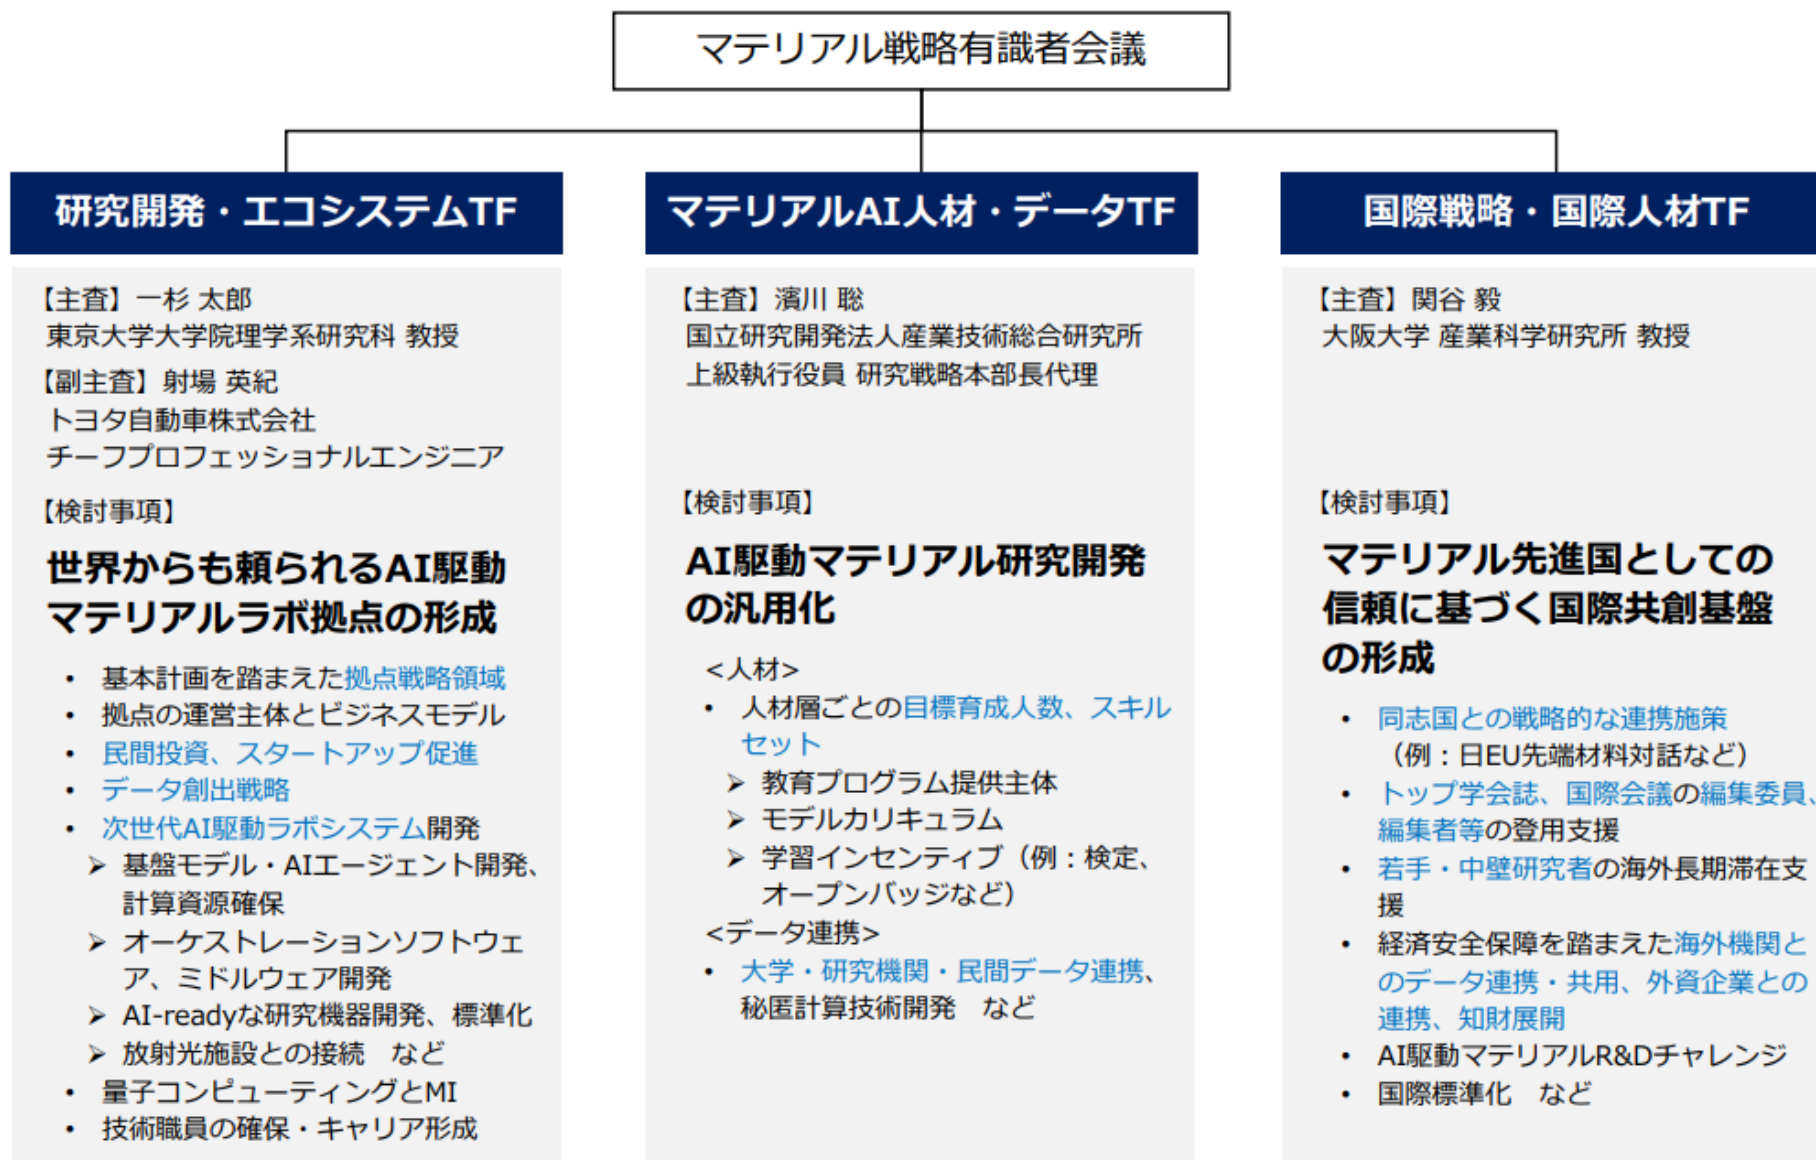 マテリアル戦略有識者会議
研究開発・エコシステムTF
【主査】一杉 太郎
東京大学大学院理学系研究科 教授
【副主査】射場 英紀
トヨタ自動車株式会社
チーフプロフェッショナルエンジニア
【検討事項】
世界からも頼られるAI駆動
マテリアルラボ拠点の形成
• 基本計画を踏まえた拠点戦略領域
• 拠点の運営主体とビジネスモデル
• 民間投資、スタートアップ促進
• データ創出戦略
• 次世代AI駆動ラボシステム開発
➢ 基盤モデル・AIエージェント開発、
計算資源確保
➢ オーケストレーションソフトウェ
ア、ミドルウェア開発
➢ AI-readyな研究機器開発、標準化
➢ 放射光施設との接続　など
• 量子コンピューティングとMI
• 技術職員の確保・キャリア形成
マテリアルAI人材・データTF
【主査】濱川 聡
国立研究開発法人産業技術総合研究所
上級執行役員 研究戦略本部長代理
【検討事項】
AI駆動マテリアル研究開発
の汎用化
<人材>
• 人材層ごとの目標育成人数、スキル
セット
➢ 教育プログラム提供主体
➢ モデルカリキュラム
➢ 学習インセンティブ（例：検定、
オープンバッジなど）
<データ連携>
• 大学・研究機関・民間データ連携、
秘匿計算技術開発　など
国際戦略・国際人材TF
【主査】関谷 毅
大阪大学 産業科学研究所 教授
【検討事項】
マテリアル先進国としての
信頼に基づく国際共創基盤
の形成
• 同志国との戦略的な連携施策
（例：日EU先端材料対話など）
• トップ学会誌、国際会議の編集委員、
編集者等の登用支援
• 若手・中壁研究者の海外長期滞在支
援
• 経済安全保障を踏まえた海外機関と
のデータ連携・共用、外資企業との
連携、知財展開
• AI駆動マテリアルR&Dチャレンジ
• 国際標準化　など